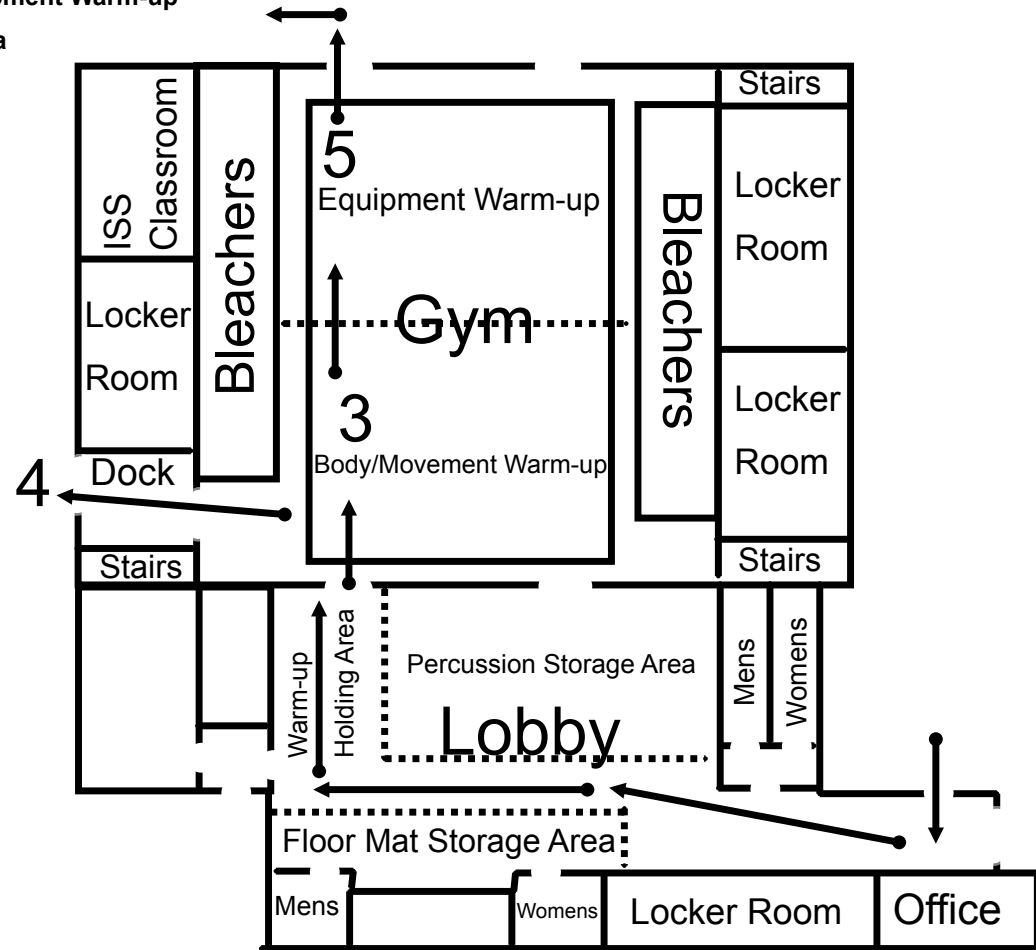 Warm-up
Stairs
ISS
Classroom
Bleachers
5
Equipment Warm-up
Locker
Room
Bleachers
Gym
Locker
Room
3
Body/Movement Warm-up
Locker
Room
4
Dock
Stairs
Stairs
Warm-up
Holding Area
Percussion Storage Area
Lobby
Mens
Womens
Floor Mat Storage Area
Mens
Womens
Locker Room
Office